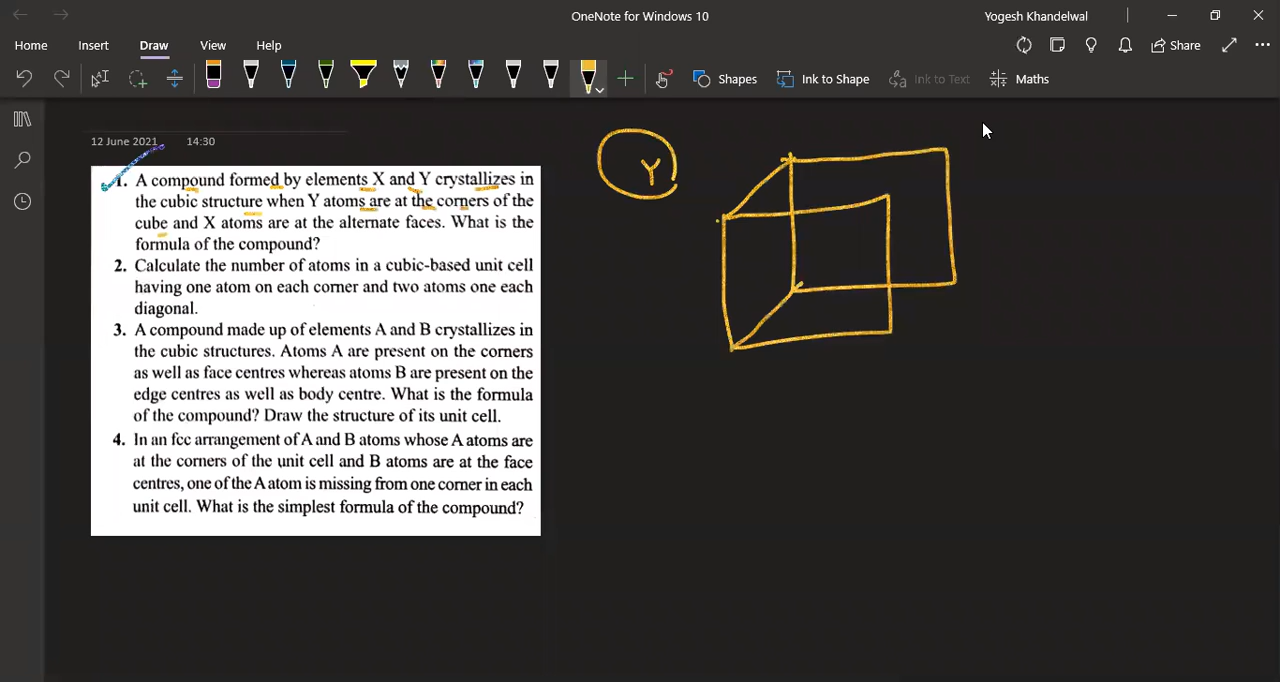 OneNote for Windows 10
Yogesh Khandelwal
Home Insert Draw View Help
Share
Shapes Ink to Shape Ink to Text Maths
12 June 2021 14:30
1. A compound formed by elements X and Y crystallizes in
the cubic structure when Y atoms are at the corners of the
cube and X atoms are at the alternate faces. What is the
formula of the compound?
2. Calculate the number of atoms in a cubic-based unit cell
having one atom on each corner and two atoms one each
diagonal.
3. A compound made up of elements A and B crystallizes in
the cubic structures. Atoms A are present on the corners
as well as face centres whereas atoms B are present on the
edge centres as well as body centre. What is the formula
of the compound? Draw the structure of its unit cell.
4. In an fcc arrangement of A and B atoms whose A atoms are
at the corners of the unit cell and B atoms are at the face
centres, one of the A atom is missing from one corner in each
unit cell. What is the simplest formula of the compound?
Y